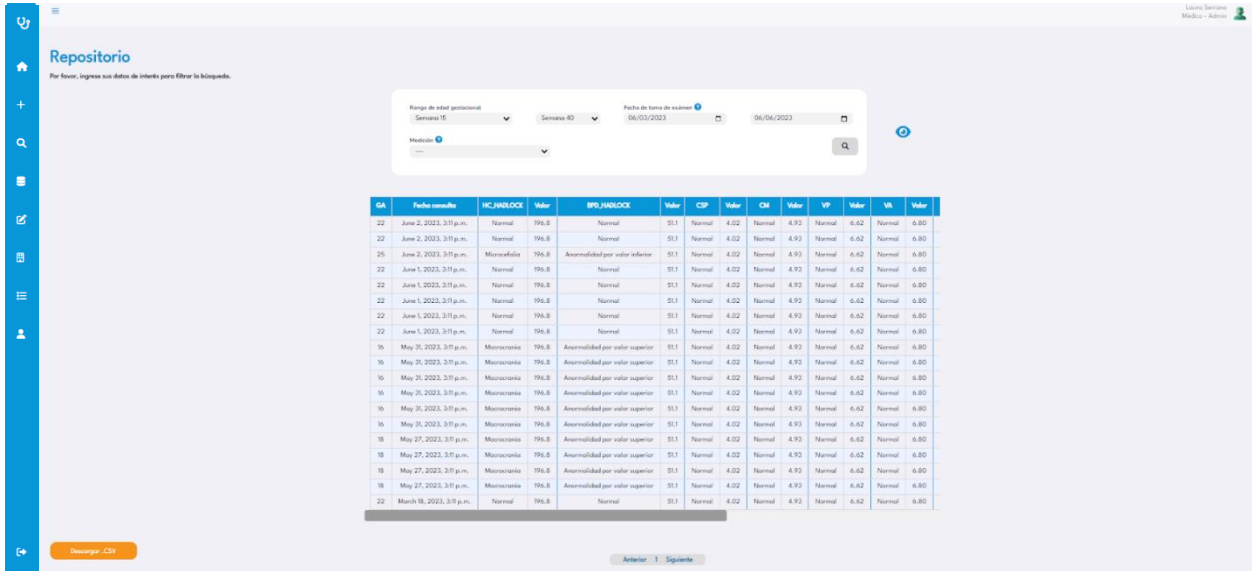 Médico - Admin
Repositorio
Por favor, ingrese sus datos de interés para filtrar la búsqueda.
Rango de edad gestacional Fecha de toma de exámen ?
Semana 15 Semana 40 06/03/2023 06/06/2023
Medición ?
---
GA Fecha consulta HC_HADLOCK Valor BPD_HADLOCK Valor CSP Valor CM Valor VP Valor VA Valor
22 June 2, 2023, 3:11 p.m. Normal 196.8 Normal 51.1 Normal 4.02 Normal 4.93 Normal 6.62 Normal 6.80
22 June 2, 2023, 3:11 p.m. Normal 196.8 Normal 51.1 Normal 4.02 Normal 4.93 Normal 6.62 Normal 6.80
25 June 2, 2023, 3:11 p.m. Microcefalia 196.8 Anormalidad por valor inferior 51.1 Normal 4.02 Normal 4.93 Normal 6.62 Normal 6.80
22 June 1, 2023, 3:11 p.m. Normal 196.8 Normal 51.1 Normal 4.02 Normal 4.93 Normal 6.62 Normal 6.80
22 June 1, 2023, 3:11 p.m. Normal 196.8 Normal 51.1 Normal 4.02 Normal 4.93 Normal 6.62 Normal 6.80
22 June 1, 2023, 3:11 p.m. Normal 196.8 Normal 51.1 Normal 4.02 Normal 4.93 Normal 6.62 Normal 6.80
22 June 1, 2023, 3:11 p.m. Normal 196.8 Normal 51.1 Normal 4.02 Normal 4.93 Normal 6.62 Normal 6.80
22 June 1, 2023, 3:11 p.m. Normal 196.8 Normal 51.1 Normal 4.02 Normal 4.93 Normal 6.62 Normal 6.80
16 May 31, 2023, 3:11 p.m. Macrocrania 196.8 Anormalidad por valor superior 51.1 Normal 4.02 Normal 4.93 Normal 6.62 Normal 6.80
16 May 31, 2023, 3:11 p.m. Macrocrania 196.8 Anormalidad por valor superior 51.1 Normal 4.02 Normal 4.93 Normal 6.62 Normal 6.80
16 May 31, 2023, 3:11 p.m. Macrocrania 196.8 Anormalidad por valor superior 51.1 Normal 4.02 Normal 4.93 Normal 6.62 Normal 6.80
16 May 31, 2023, 3:11 p.m. Macrocrania 196.8 Anormalidad por valor superior 51.1 Normal 4.02 Normal 4.93 Normal 6.62 Normal 6.80
16 May 31, 2023, 3:11 p.m. Macrocrania 196.8 Anormalidad por valor superior 51.1 Normal 4.02 Normal 4.93 Normal 6.62 Normal 6.80
16 May 31, 2023, 3:11 p.m. Macrocrania 196.8 Anormalidad por valor superior 51.1 Normal 4.02 Normal 4.93 Normal 6.62 Normal 6.80
18 May 27, 2023, 3:11 p.m. Macrocrania 196.8 Anormalidad por valor superior 51.1 Normal 4.02 Normal 4.93 Normal 6.62 Normal 6.80
18 May 27, 2023, 3:11 p.m. Macrocrania 196.8 Anormalidad por valor superior 51.1 Normal 4.02 Normal 4.93 Normal 6.62 Normal 6.80
18 May 27, 2023, 3:11 p.m. Macrocrania 196.8 Anormalidad por valor superior 51.1 Normal 4.02 Normal 4.93 Normal 6.62 Normal 6.80
18 May 27, 2023, 3:11 p.m. Macrocrania 196.8 Anormalidad por valor superior 51.1 Normal 4.02 Normal 4.93 Normal 6.62 Normal 6.80
22 March 18, 2023, 3:11 p.m. Normal 196.8 Normal 51.1 Normal 4.02 Normal 4.93 Normal 6.62 Normal 6.80
Descargar .CSV
Anterior 1 Siguiente